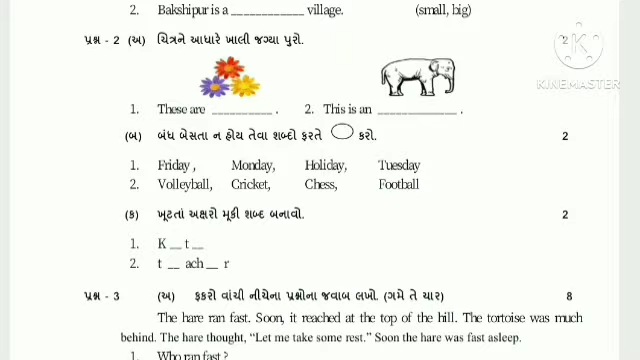 2. Bakshipur is a ____________ village. (small, big)
પ્રશ્ન - 2 (અ) ચિત્રને આધારે ખાલી જગ્યા પુરો. 2
KINEMASTER
1. These are __________ . 2. This is an _____________ .
(બ) બંધ બેસતા ન હોય તેવા શબ્દો ફરતે કરો. 2
1. Friday , Monday, Holiday, Tuesday
2. Volleyball, Cricket, Chess, Football
(ક) ખૂટતાં અક્ષરો મૂકી શબ્દ બનાવો. 2
1. K __ t __
2. t __ ach __ r
પ્રશ્ન - 3 (અ) ફકરો વાંચી નીચેના પ્રશ્નોના જવાબ લખો. (ગમે તે ચાર) 8
The hare ran fast. Soon, it reached at the top of the hill. The tortoise was much
behind. The hare thought, “Let me take some rest.” Soon the hare was fast asleep.
1. Who ran fast ?